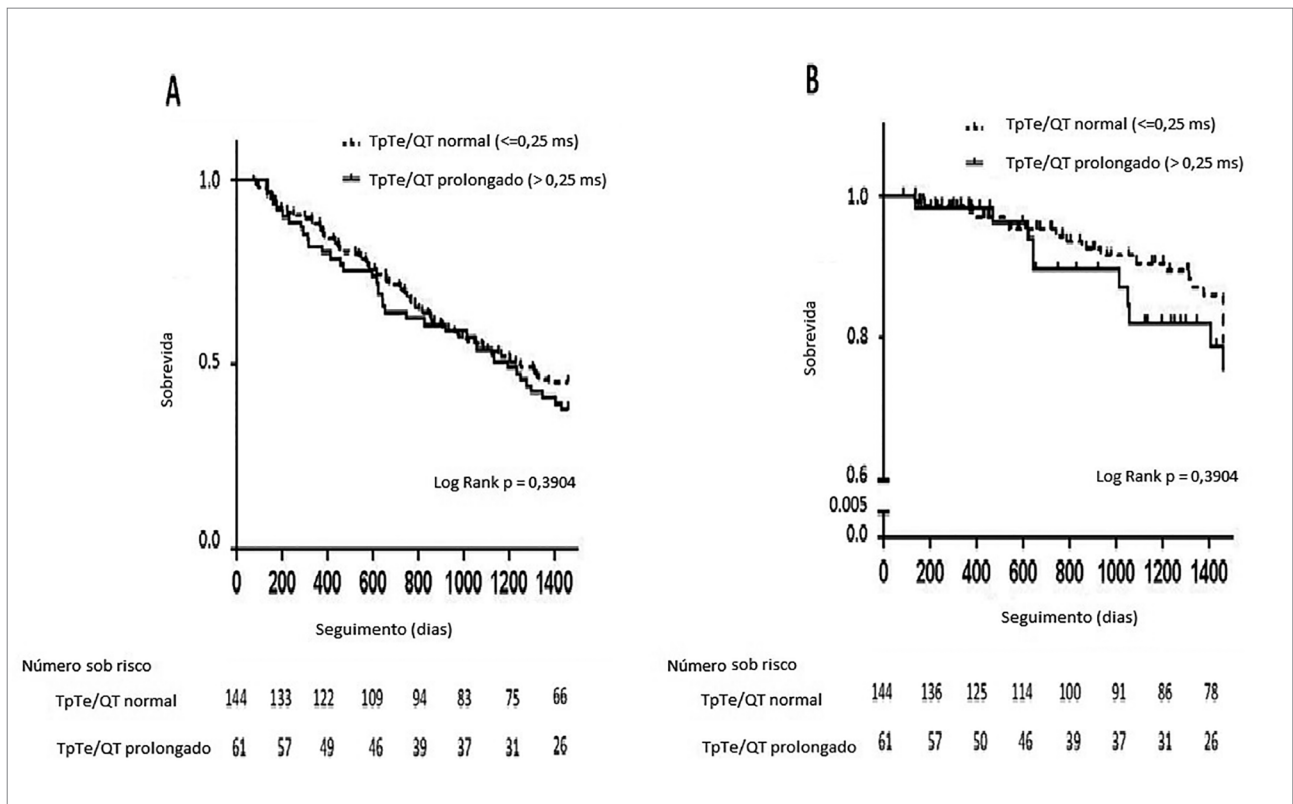 A
TpTe/QT normal (<=0,25 ms)
TpTe/QT prolongado (> 0,25 ms)
1.0
0.5
0.0
Sobrevida
Log Rank p = 0,3904
0 200 400 600 800 1000 1200 1400
Seguimento (dias)
Número sob risco
TpTe/QT normal 144 133 122 109 94 83 75 66
TpTe/QT prolongado 61 57 49 46 39 37 31 26
B
TpTe/QT normal (<=0,25 ms)
TpTe/QT prolongado (> 0,25 ms)
1.0
0.8
0.6
0.005
0.0
Sobrevida
Log Rank p = 0,3904
0 200 400 600 800 1000 1200 1400
Seguimento (dias)
Número sob risco
TpTe/QT normal 144 136 125 114 100 91 86 78
TpTe/QT prolongado 61 57 50 46 39 37 31 26